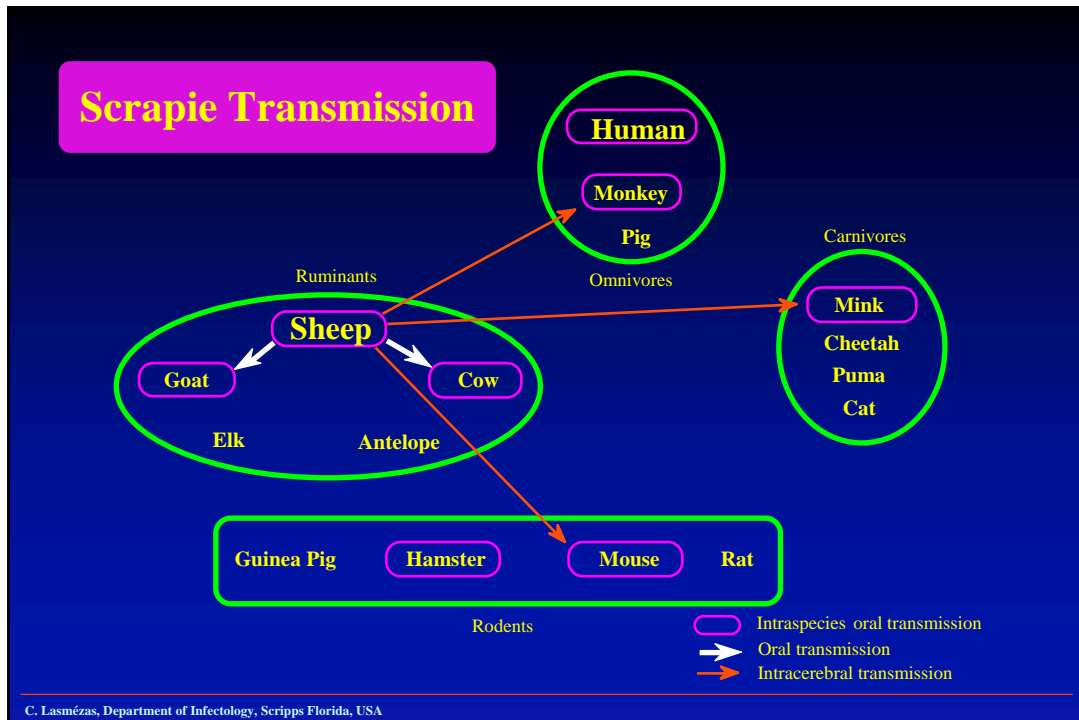 Scrapie Transmission
Human
Monkey
Pig
Omnivores
Carnivores
Mink
Cheetah
Puma
Cat
Ruminants
Sheep
Goat
Cow
Elk
Antelope
Guinea Pig
Hamster
Mouse
Rat
Rodents
Intraspecies oral transmission
Oral transmission
Intracerebral transmission
C. Lasmézas, Department of Infectology, Scripps Florida, USA